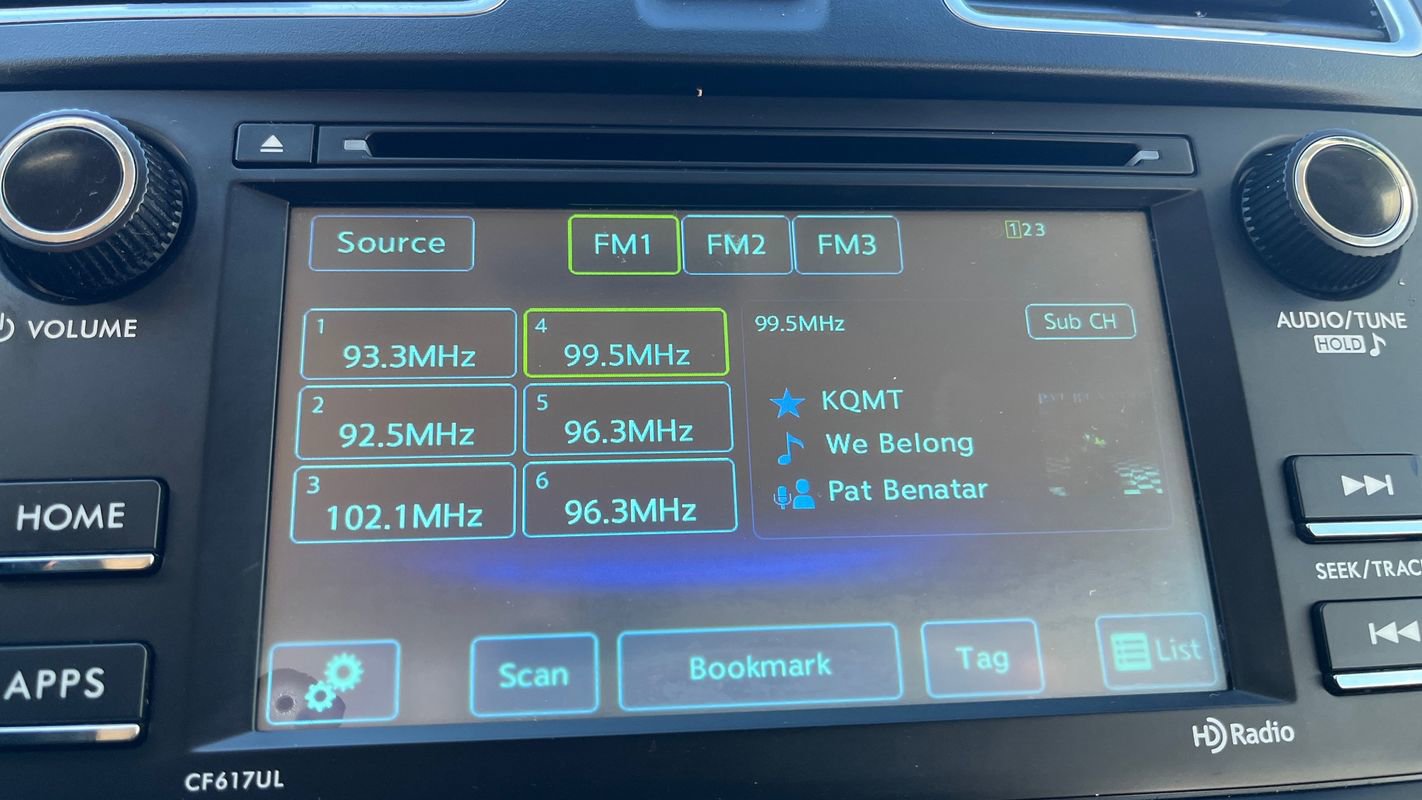 Source
FM1 FM2 FM3
123
VOLUME
AUDIO/TUNE
HOLD
1
93.3MHz
4
99.5MHz
99.5MHz
Sub CH
2
92.5MHz
5
96.3MHz
KQMT
We Belong
3
102.1MHz
6
96.3MHz
Pat Benatar
HOME
SEEK/TRAC
APPS
Scan
Bookmark
Tag
List
HD Radio
CF617UL